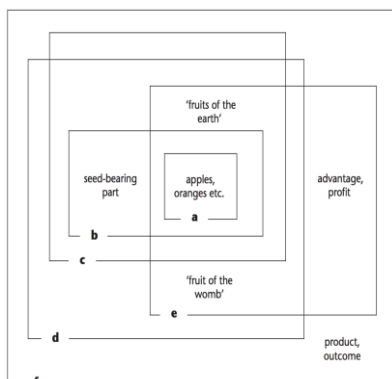 'fruits of the
earth'
seed-bearing
part
apples,
oranges etc.
advantage,
profit
a
b
c
'fruit of the
womb'
e
d
product,
outcome